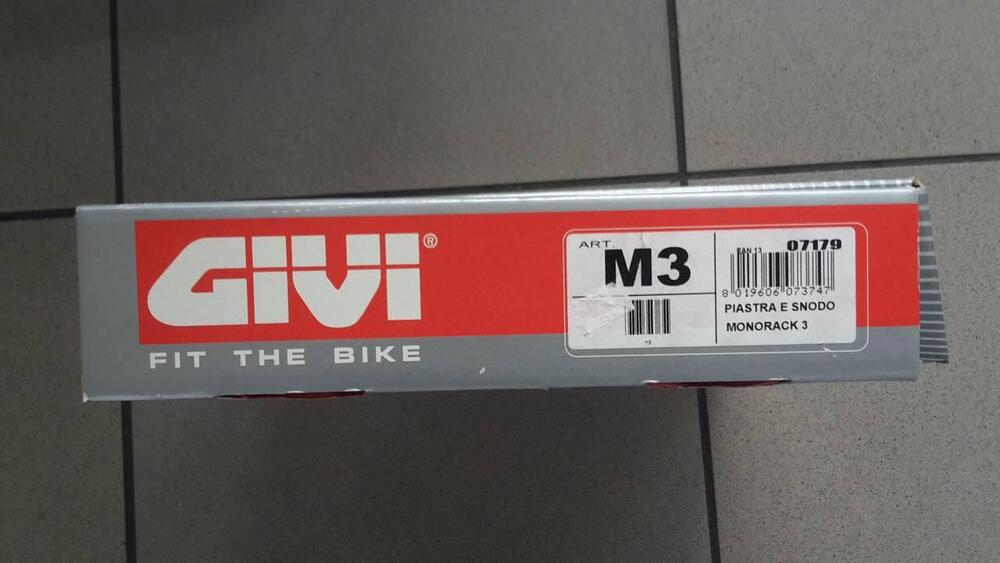 GIVI®
FIT THE BIKE
ART.
M3
EAN 13
07179
8 019606 073747
PIASTRA E SNODO
MONORACK 3